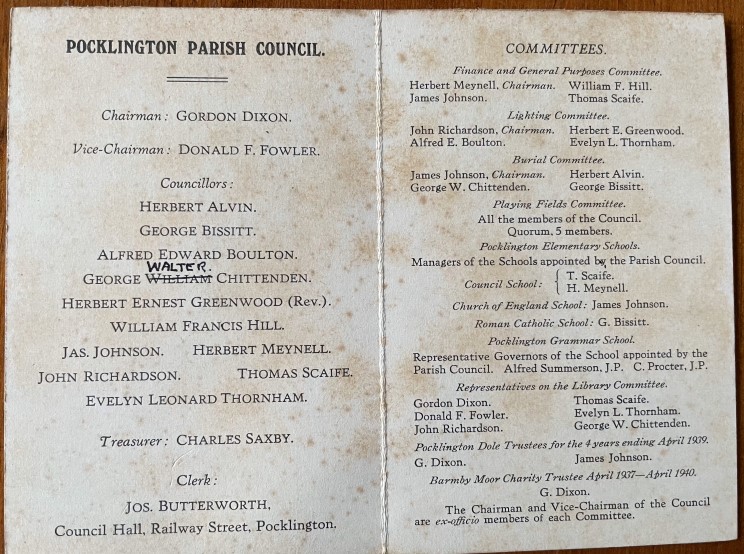 POCKLINGTON PARISH COUNCIL.
Chairman: GORDON DIXON.
Vice-Chairman: DONALD F. FOWLER.
Councillors:
HERBERT ALVIN.
GEORGE BISSITT.
ALFRED EDWARD BOULTON.
WALTER.
GEORGE WILLIAM CHITTENDEN.
HERBERT ERNEST GREENWOOD (Rev.).
WILLIAM FRANCIS HILL.
JAS. JOHNSON. HERBERT MEYNELL.
JOHN RICHARDSON. THOMAS SCAIFE.
EVELYN LEONARD THORNHAM.
Treasurer: CHARLES SAXBY.
Clerk:
JOS. BUTTERWORTH,
Council Hall, Railway Street, Pocklington.
COMMITTEES.
Finance and General Purposes Committee.
Herbert Meynell, Chairman. William F. Hill.
James Johnson. Thomas Scaife.
Lighting Committee.
John Richardson, Chairman. Herbert E. Greenwood.
Alfred E. Boulton. Evelyn L. Thornham.
Burial Committee.
James Johnson, Chairman. Herbert Alvin.
George W. Chittenden. George Bissitt.
Playing Fields Committee.
All the members of the Council.
Quorum, 5 members.
Pocklington Elementary Schools.
Managers of the Schools appointed by the Parish Council.
Council School: { T. Scaife.
H. Meynell.
Church of England School: James Johnson.
Roman Catholic School: G. Bissitt.
Pocklington Grammar School.
Representative Governors of the School appointed by the
Parish Council. Alfred Summerson, J.P. C. Procter, J.P.
Representatives on the Library Committee.
Gordon Dixon. Thomas Scaife.
Donald F. Fowler. Evelyn L. Thornham.
John Richardson. George W. Chittenden.
Pocklington Dole Trustees for the 4 years ending April 1939.
G. Dixon. James Johnson.
Barmby Moor Charity Trustee April 1937—April 1940.
G. Dixon.
The Chairman and Vice-Chairman of the Council
are ex-officio members of each Committee.